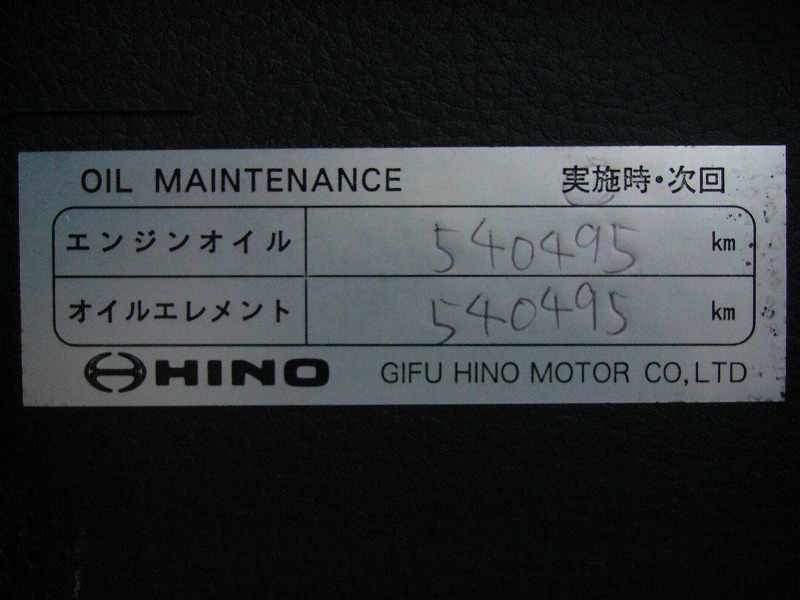 OIL MAINTENANCE 実施時・次回
エンジンオイル 540495 km
オイルエレメント 540495 km
HINO GIFU HINO MOTOR CO,LTD